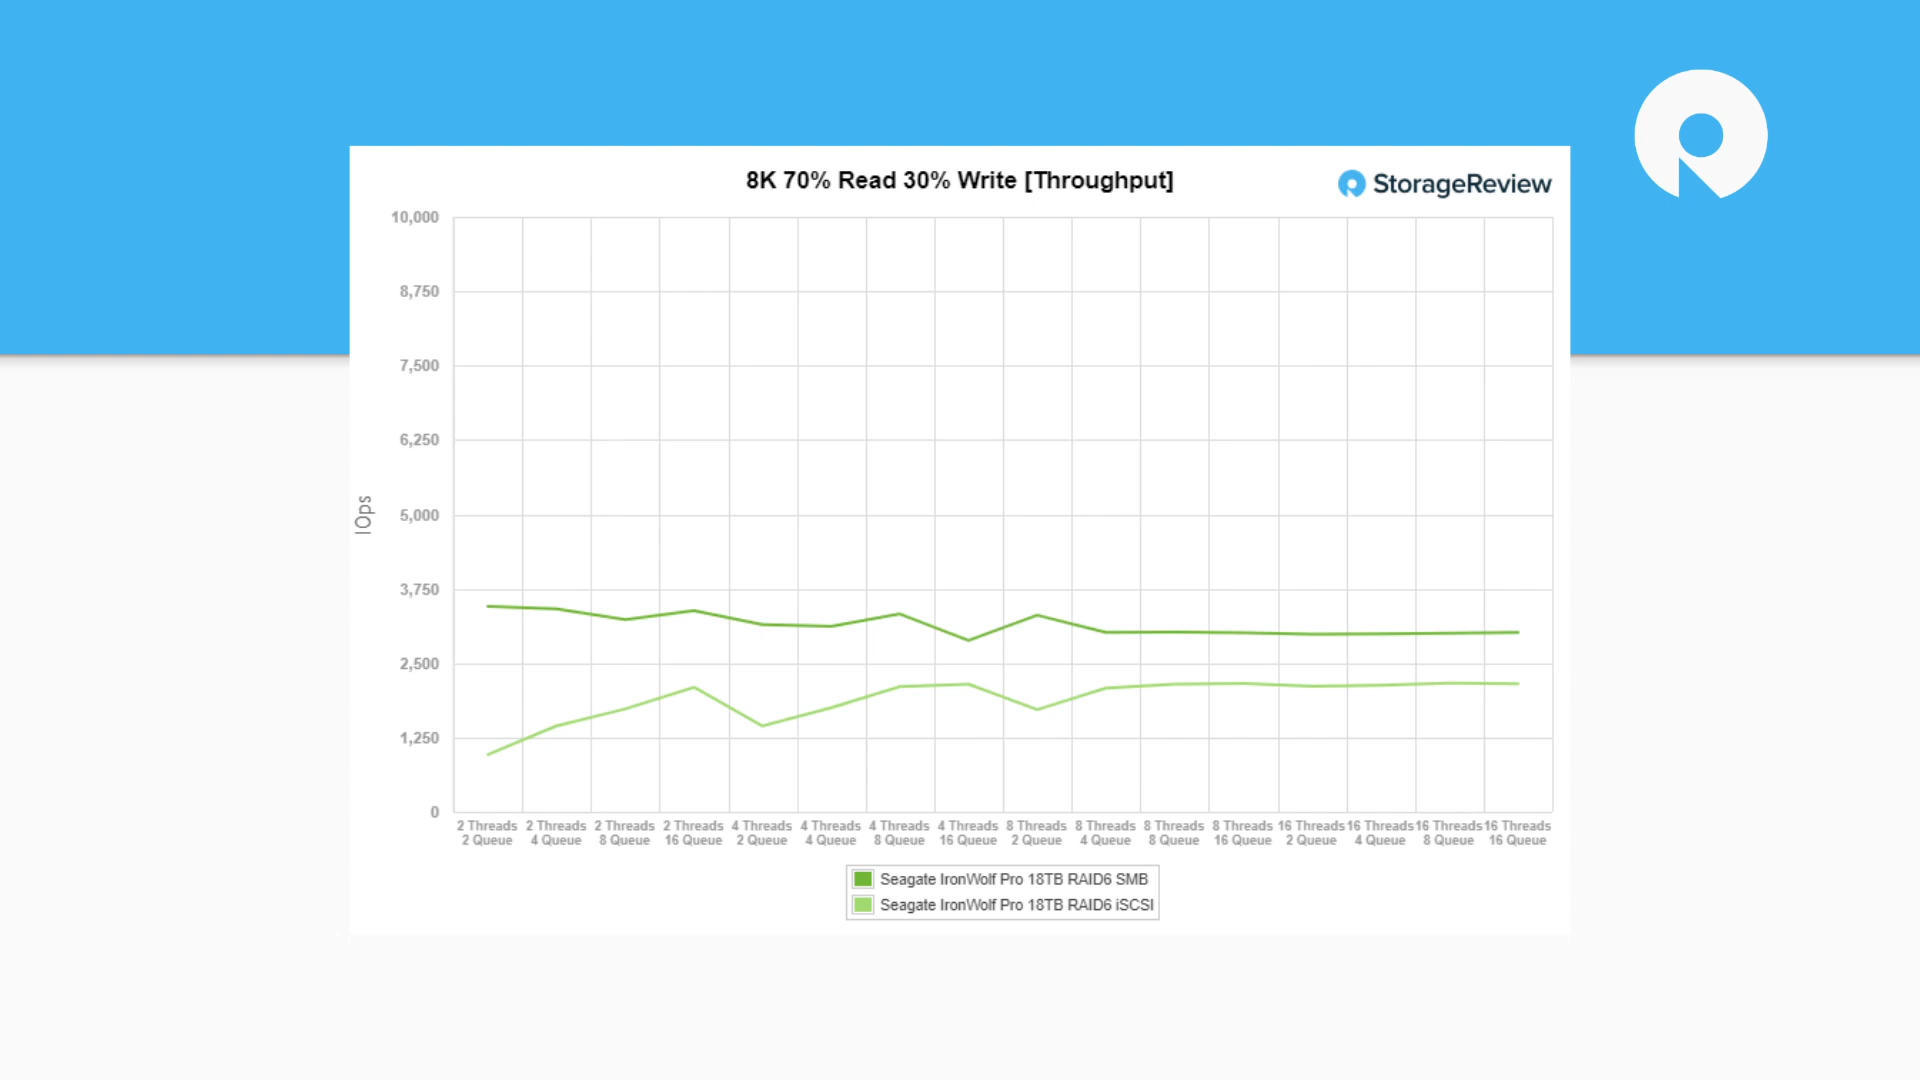 8K 70% Read 30% Write [Throughput]
StorageReview
10,000
8,750
7,500
6,250
5,000
3,750
2,500
1,250
0
IOps
2 Threads 2 Threads 2 Threads 2 Threads 4 Threads 4 Threads 4 Threads 4 Threads 8 Threads 8 Threads 8 Threads 8 Threads 16 Threads 16 Threads 16 Threads 16 Threads
2 Queue 4 Queue 8 Queue 16 Queue 2 Queue 4 Queue 8 Queue 16 Queue 2 Queue 4 Queue 8 Queue 16 Queue 2 Queue 4 Queue 8 Queue 16 Queue
Seagate IronWolf Pro 18TB RAID6 SMB
Seagate IronWolf Pro 18TB RAID6 iSCSI